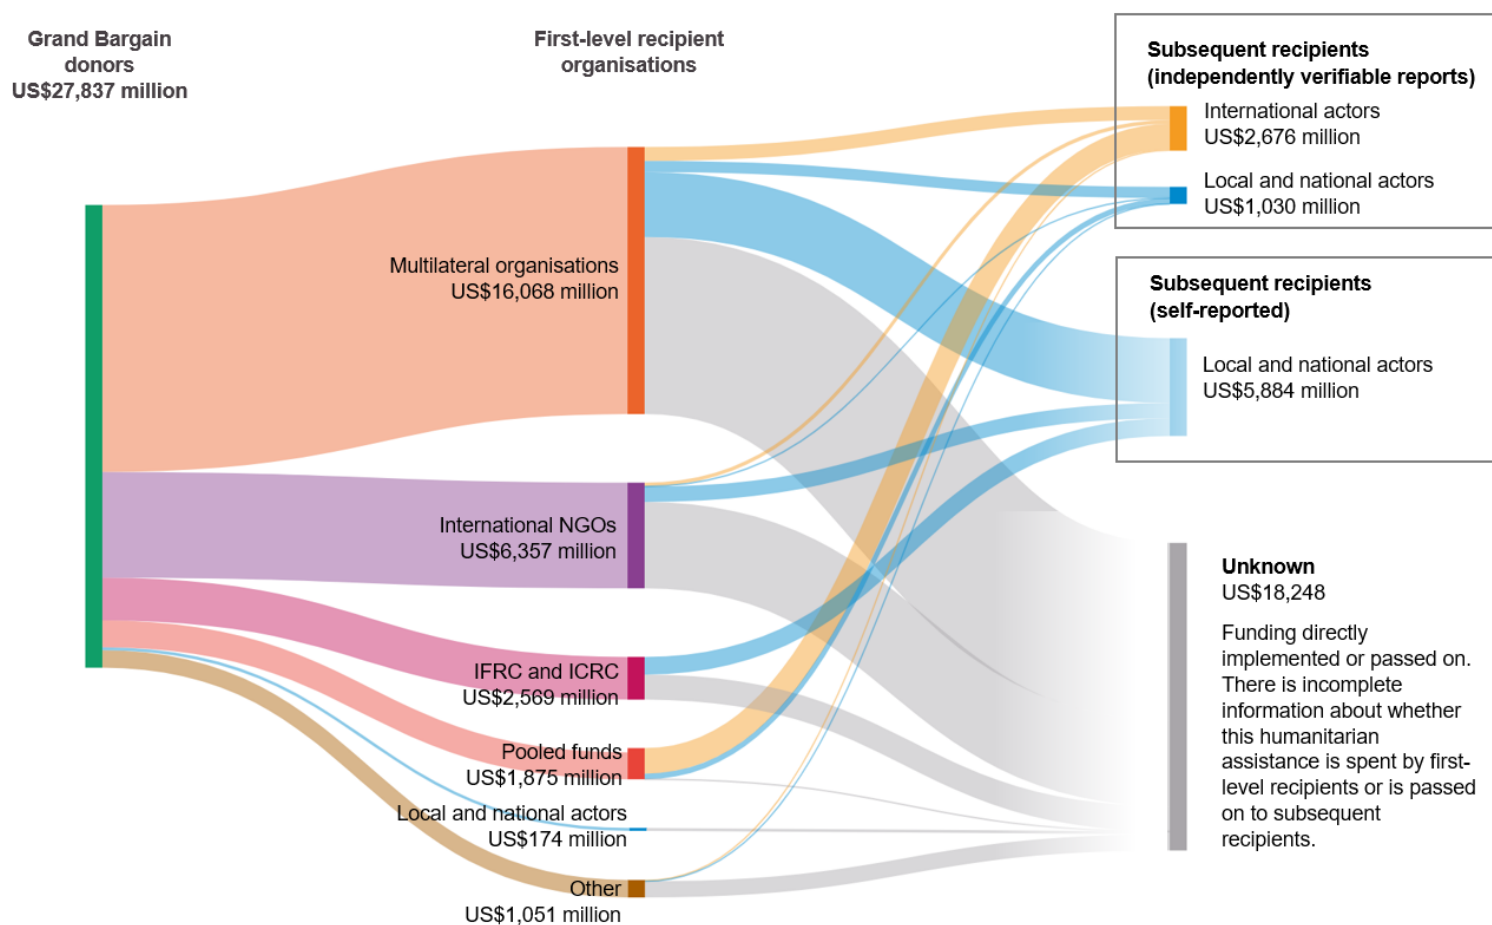 Grand Bargain
donors
US$27,837 million
First-level recipient
organisations
Multilateral organisations
US$16,068 million
International NGOs
US$6,357 million
IFRC and ICRC
US$2,569 million
Pooled funds
US$1,875 million
Local and national actors
US$174 million
Other
US$1,051 million
Subsequent recipients
(independently verifiable reports)
International actors
US$2,676 million
Local and national actors
US$1,030 million
Subsequent recipients
(self-reported)
Local and national actors
US$5,884 million
Unknown
US$18,248
Funding directly
implemented or passed on.
There is incomplete
information about whether
this humanitarian
assistance is spent by first-
level recipients or is passed
on to subsequent
recipients.